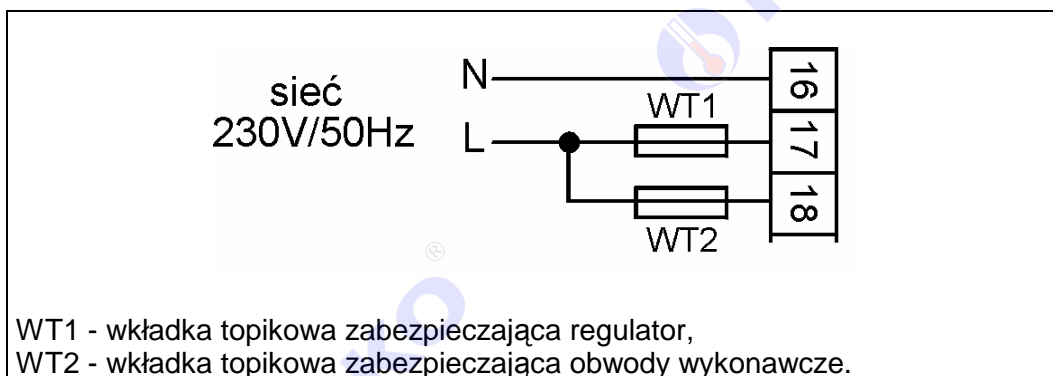 N
16
sieć
WT1
230V/50Hz
L
17
18
WT2
®
WT1 - wkładka topikowa zabezpieczająca regulator,
WT2 - wkładka topikowa zabezpieczająca obwody wykonawcze.